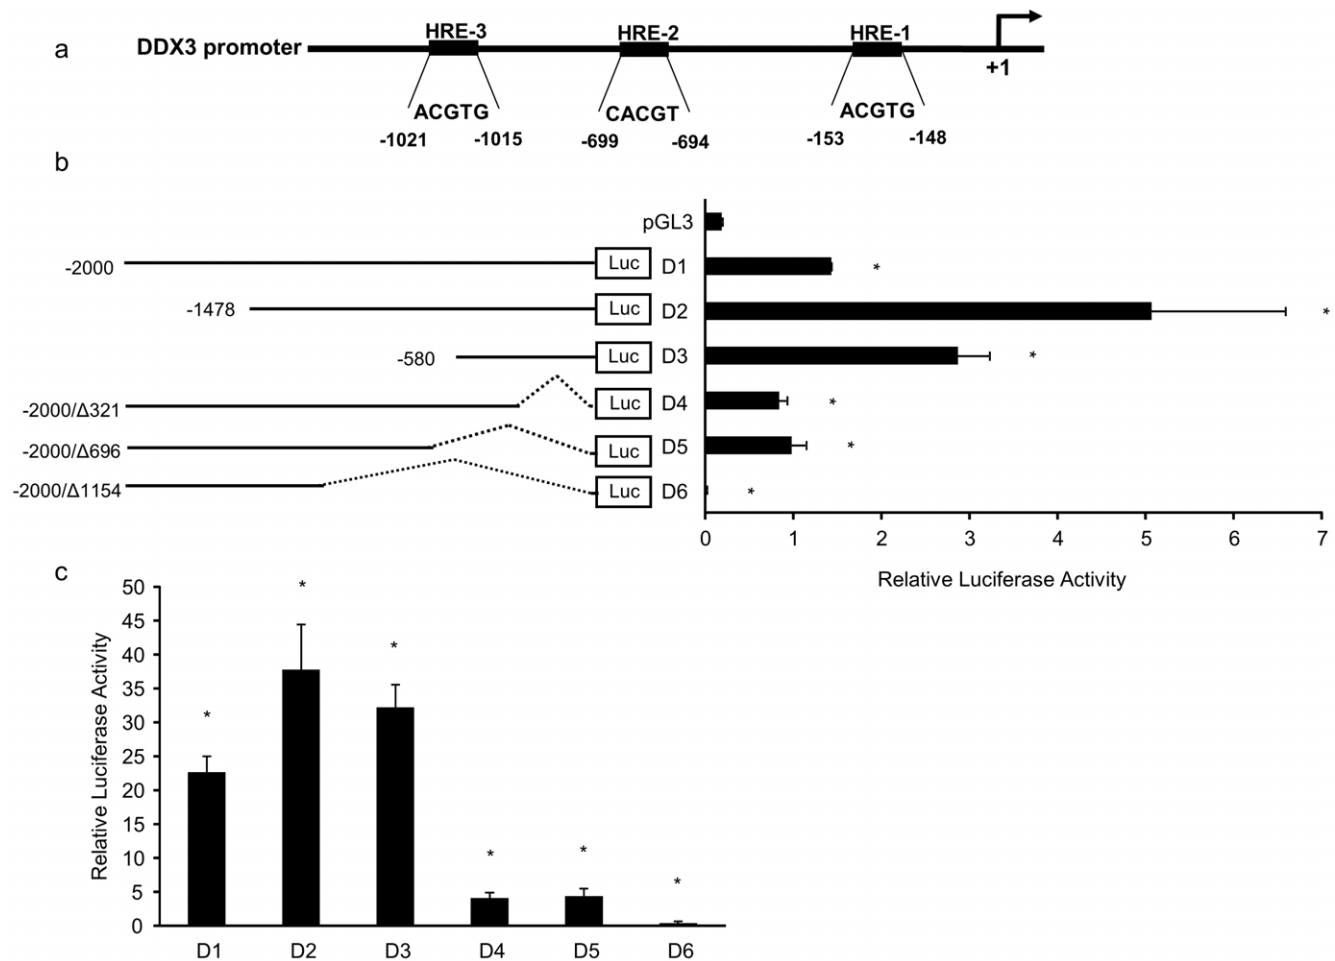 a
DDX3 promoter
HRE-3
HRE-2
HRE-1
+1
ACGTG
CACGT
ACGTG
-1021
-1015
-699
-694
-153
-148
b
pGL3
-2000
Luc
D1
*
-1478
Luc
D2
*
-580
Luc
D3
*
-2000/Δ321
Luc
D4
*
-2000/Δ696
Luc
D5
*
-2000/Δ1154
Luc
D6
*
0
1
2
3
4
5
6
7
Relative Luciferase Activity
c
Relative Luciferase Activity
50
45
40
35
30
25
20
15
10
5
0
*
*
*
*
*
*
D1
D2
D3
D4
D5
D6